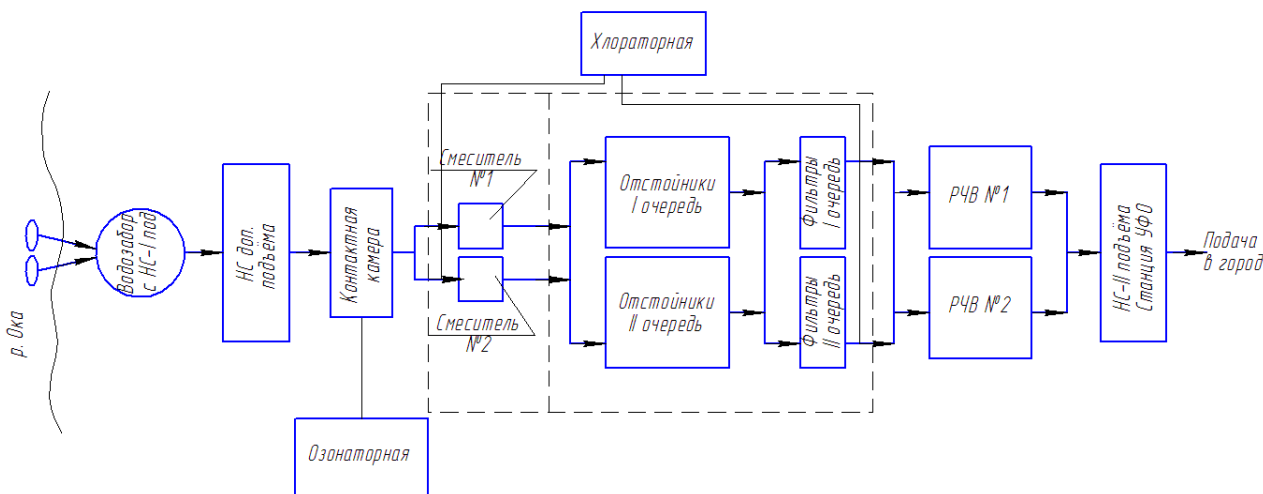 Хлораторная
р. Ока
Водозабор
с НС-I под
НС доп.
подъёма
Контактная
камера
Озонаторная
Смеситель
№1
Смеситель
№2
Отстойники
I очередь
Отстойники
II очередь
Фильтры
I очередь
Фильтры
II очередь
РЧВ №1
РЧВ №2
НС-II подъёма
Станция УФО
Подача
в город